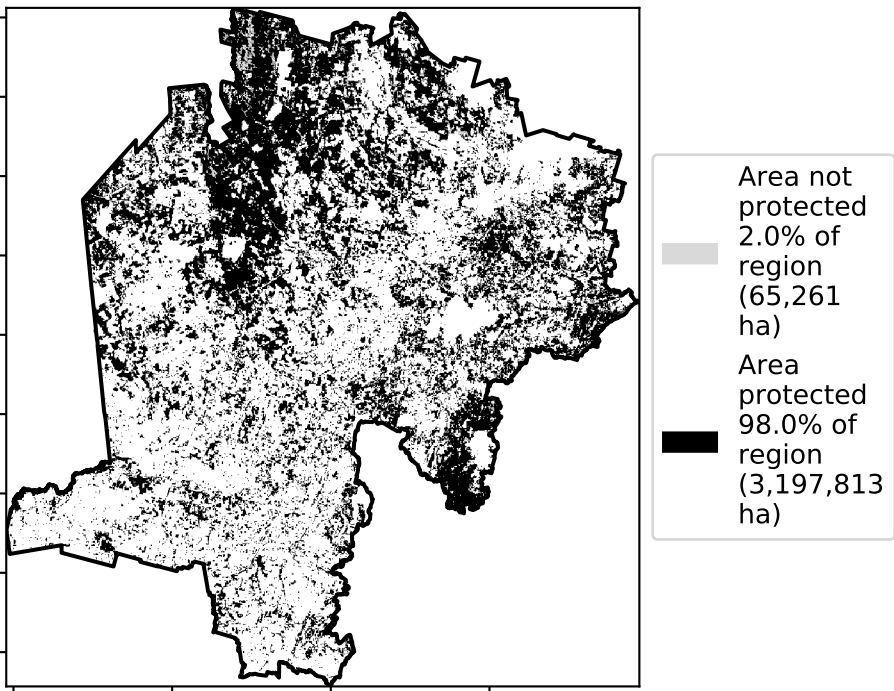 Area not
protected
2.0% of
region
(65,261
ha)
Area
protected
98.0% of
region
(3,197,813
ha)